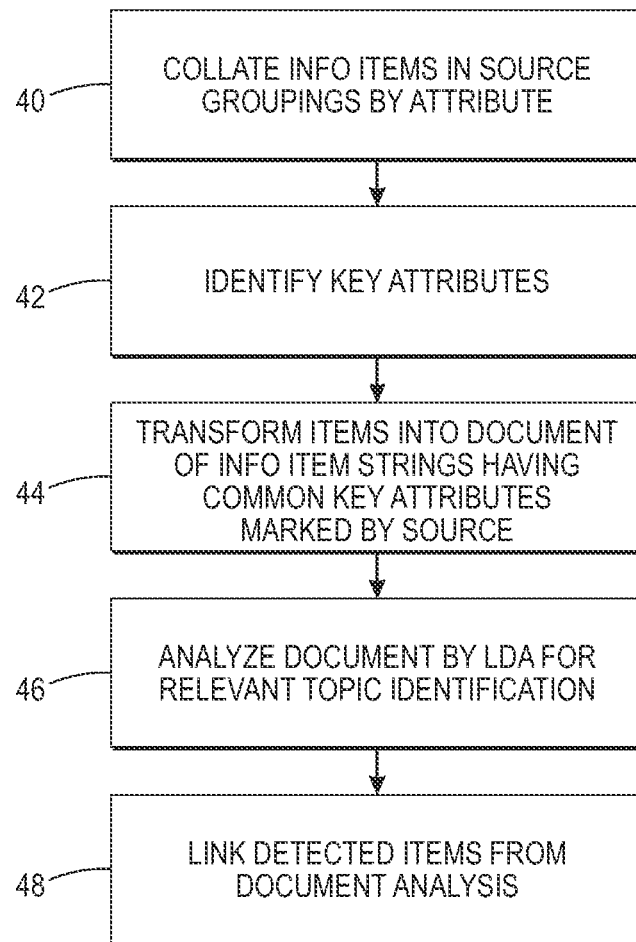 40
COLLATE INFO ITEMS IN SOURCE
GROUPINGS BY ATTRIBUTE
42
IDENTIFY KEY ATTRIBUTES
44
TRANSFORM ITEMS INTO DOCUMENT
OF INFO ITEM STRINGS HAVING
COMMON KEY ATTRIBUTES
MARKED BY SOURCE
46
ANALYZE DOCUMENT BY LDA FOR
RELEVANT TOPIC IDENTIFICATION
48
LINK DETECTED ITEMS FROM
DOCUMENT ANALYSIS